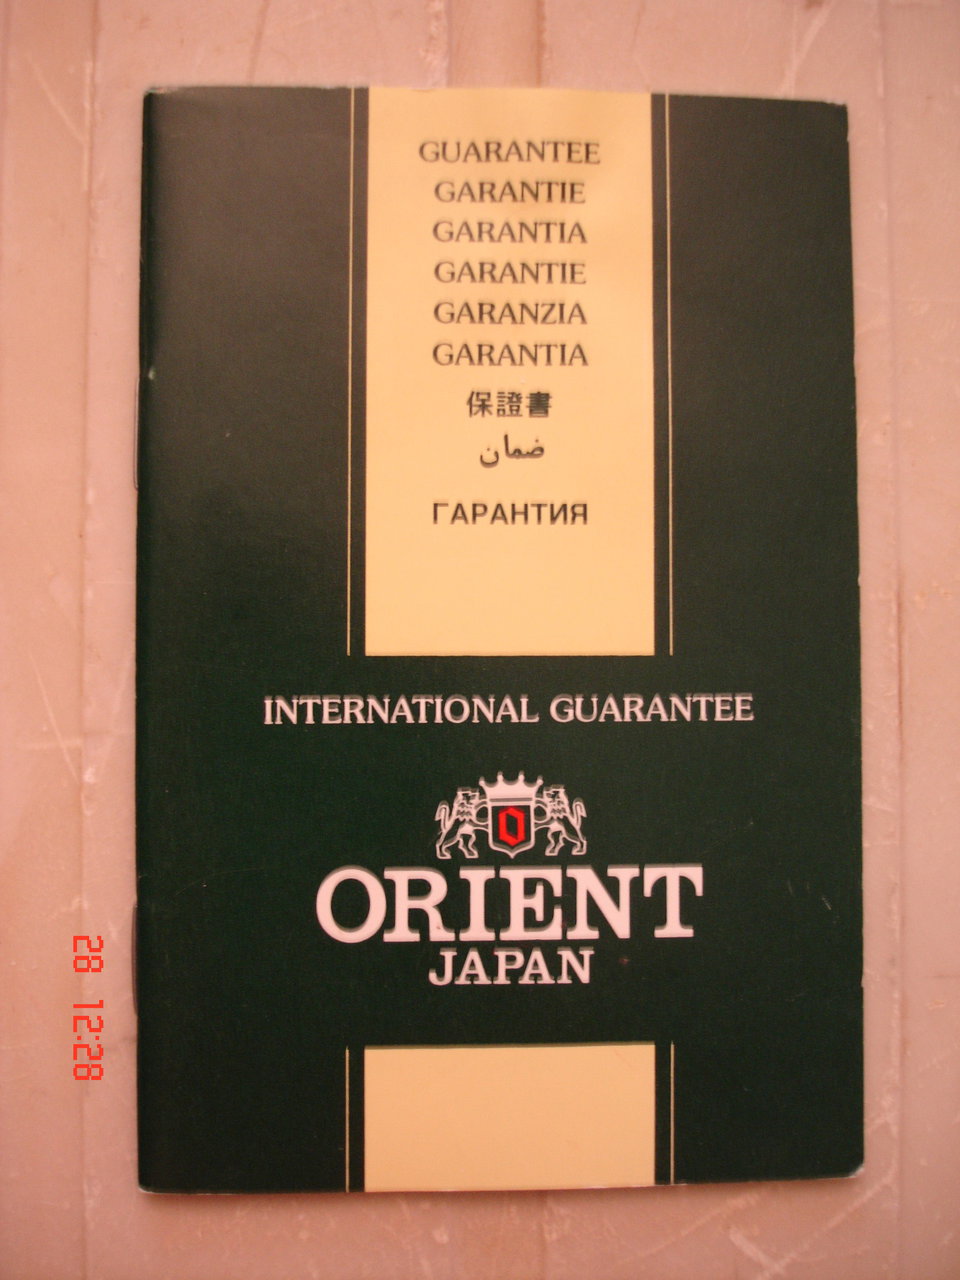 GUARANTEE
GARANTIE
GARANTIA
GARANTIE
GARANZIA
GARANTIA
保證書
ضمان
ГАРАНТИЯ
INTERNATIONAL GUARANTEE
ORIENT
JAPAN
28 12:28